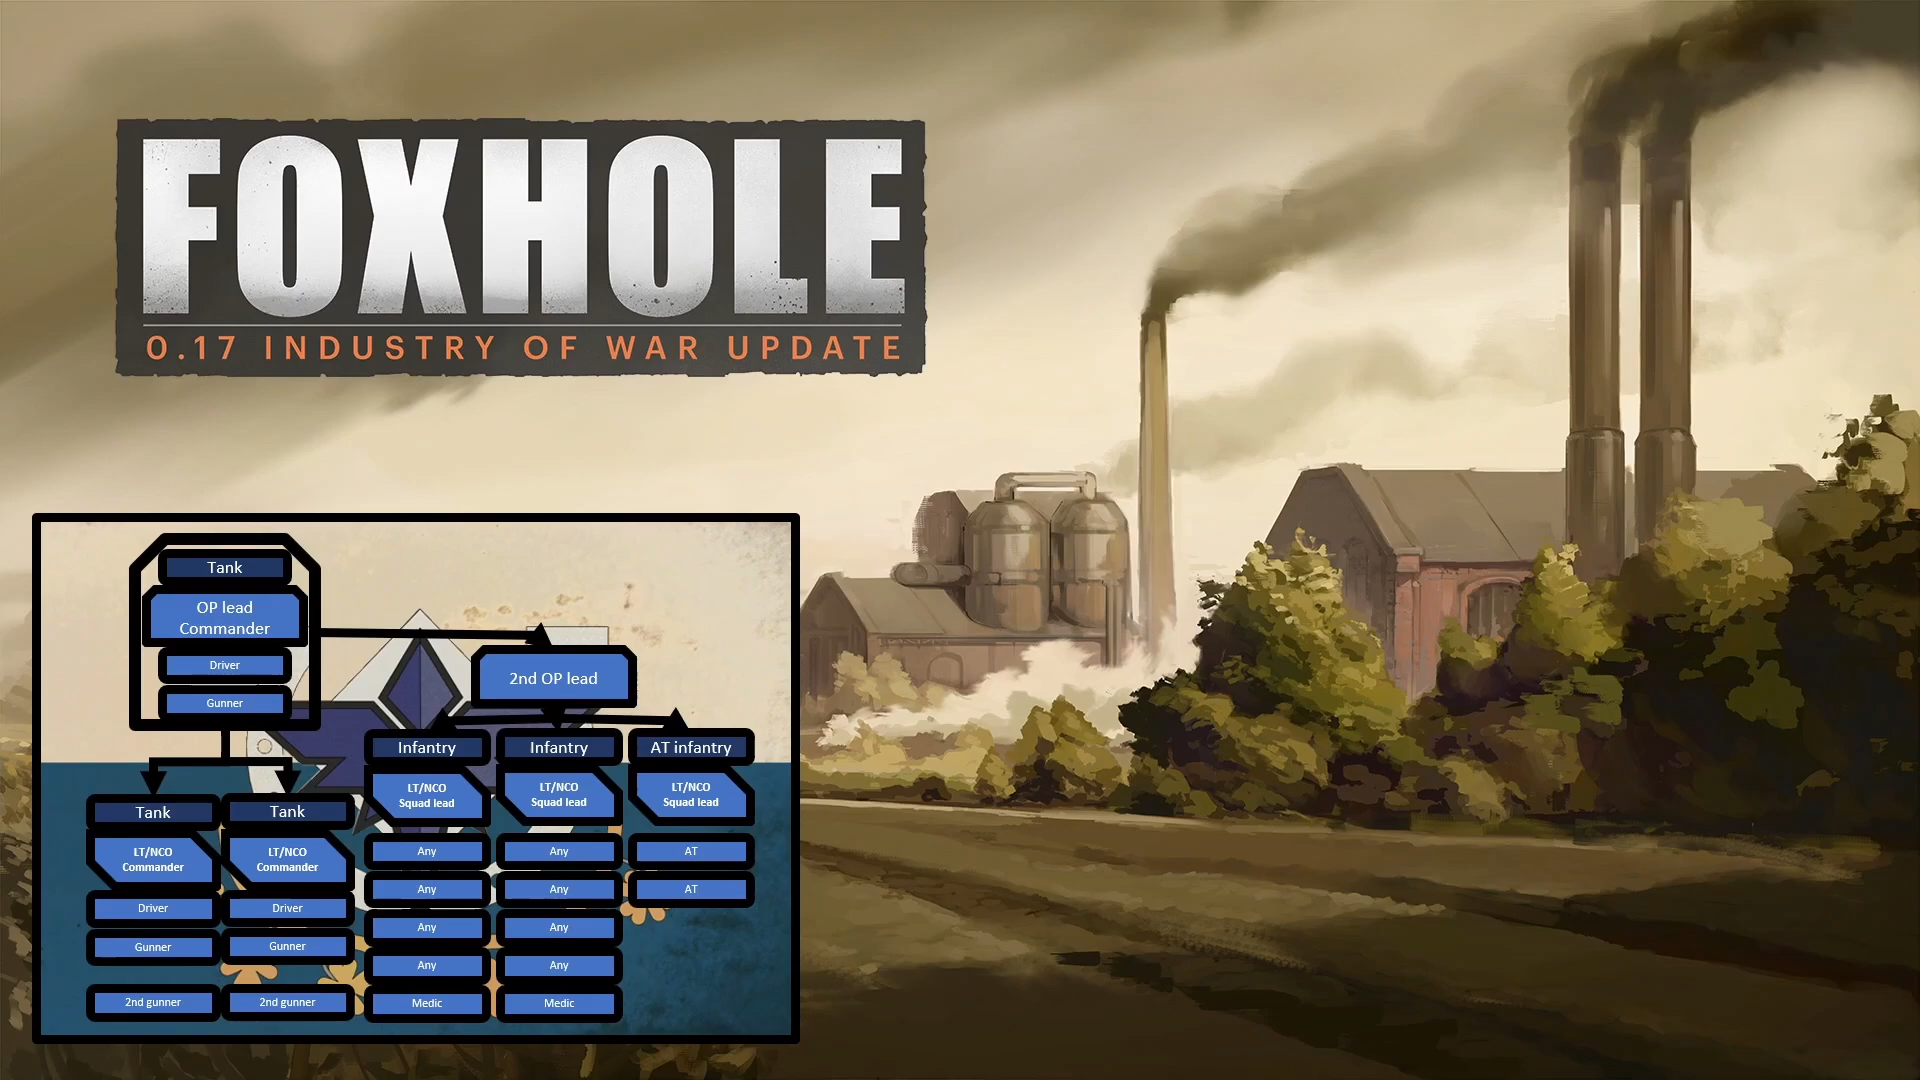 FOXHOLE
0.17 INDUSTRY OF WAR UPDATE
Tank
OP lead
Commander
Driver
Gunner
2nd OP lead
Tank
LT/NCO
Commander
Driver
Gunner
2nd gunner
Tank
LT/NCO
Commander
Driver
Gunner
2nd gunner
Infantry
LT/NCO
Squad lead
Any
Any
Any
Any
Medic
Infantry
LT/NCO
Squad lead
Any
Any
Any
Any
Medic
AT infantry
LT/NCO
Squad lead
AT
AT